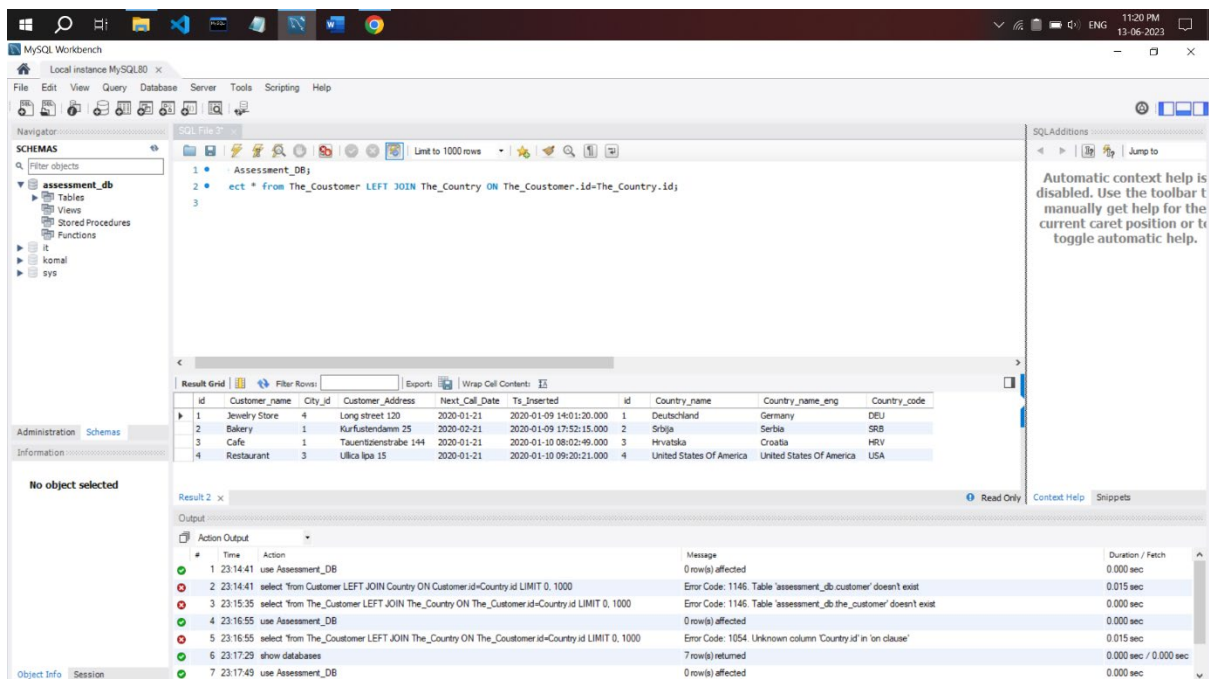 ENG
11:20 PM
13-06-2023
MySQL Workbench
Local instance MySQL80
File Edit View Query Database Server Tools Scripting Help
Navigator
SCHEMAS
Filter objects
assessment_db
Tables
Views
Stored Procedures
Functions
it
komal
sys
Administration Schemas
Information
No object selected
Object Info Session
SQL File 3*
Limit to 1000 rows
1 Assessment_DB;
2 ect * from The_Coustomer LEFT JOIN The_Country ON The_Coustomer.id=The_Country.id;
3
Result Grid Filter Rows: Export: Wrap Cell Content:
id Customer_name City_id Customer_Address Next_Call_Date Ts_Inserted id Country_name Country_name_eng Country_code
1 Jewelry Store 4 Long street 120 2020-01-21 2020-01-09 14:01:20.000 1 Deutschland Germany DEU
2 Bakery 1 Kurfustendamm 25 2020-02-21 2020-01-09 17:52:15.000 2 Srbija Serbia SRB
3 Cafe 1 Tauentzienstrabe 144 2020-01-21 2020-01-10 08:02:49.000 3 Hrvatska Croatia HRV
4 Restaurant 3 Ulica lipa 15 2020-01-21 2020-01-10 09:20:21.000 4 United States Of America United States Of America USA
Result 2
Read Only
Output
Action Output
# Time Action Message Duration / Fetch
1 23:14:41 use Assessment_DB 0 row(s) affected 0.000 sec
2 23:14:41 select *from Customer LEFT JOIN Country ON Customer.id=Country.id LIMIT 0, 1000 Error Code: 1146. Table 'assessment_db.customer' doesn't exist 0.015 sec
3 23:15:35 select *from The_Customer LEFT JOIN The_Country ON The_Customer.id=Country.id LIMIT 0, 1000 Error Code: 1146. Table 'assessment_db.the_customer' doesn't exist 0.000 sec
4 23:16:55 use Assessment_DB 0 row(s) affected 0.000 sec
5 23:16:55 select *from The_Coustomer LEFT JOIN The_Country ON The_Coustomer.id=Country.id LIMIT 0, 1000 Error Code: 1054. Unknown column 'Country.id' in 'on clause' 0.015 sec
6 23:17:29 show databases 7 row(s) returned 0.000 sec / 0.000 sec
7 23:17:49 use Assessment_DB 0 row(s) affected 0.000 sec
SQLAdditions
Jump to
Automatic context help is
disabled. Use the toolbar t
manually get help for the
current caret position or to
toggle automatic help.
Context Help Snippets